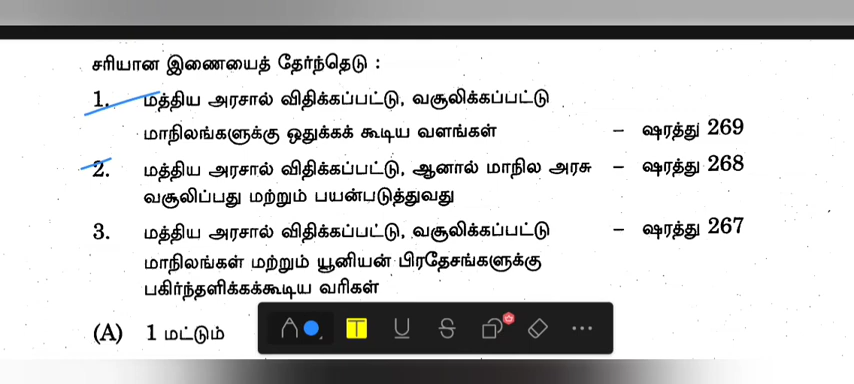 சரியான இணையைத் தேர்ந்தெடு :
1. மத்திய அரசால் விதிக்கப்பட்டு, வசூலிக்கப்பட்டு
மாநிலங்களுக்கு ஒதுக்கக் கூடிய வளங்கள் – ஷரத்து 269
2. மத்திய அரசால் விதிக்கப்பட்டு, ஆனால் மாநில அரசு – ஷரத்து 268
வசூலிப்பது மற்றும் பயன்படுத்துவது
3. மத்திய அரசால் விதிக்கப்பட்டு, வசூலிக்கப்பட்டு – ஷரத்து 267
மாநிலங்கள் மற்றும் யூனியன் பிரதேசங்களுக்கு
பகிர்ந்தளிக்கக்கூடிய வரிகள்
(A) 1 மட்டும்